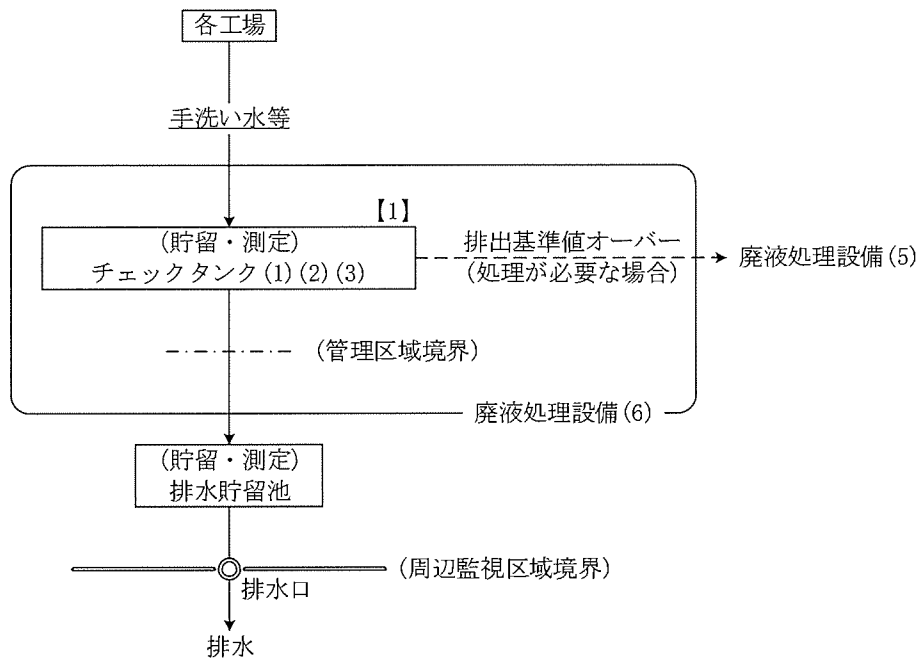 各工場
手洗い水等
【1】
(貯留・測定)
チェックタンク(1)(2)(3)
排出基準値オーバー
(処理が必要な場合)
廃液処理設備(5)
(管理区域境界)
廃液処理設備(6)
(貯留・測定)
排水貯留池
(周辺監視区域境界)
排水口
排水